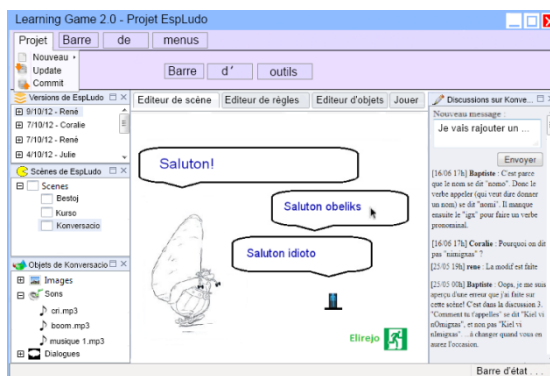 Learning Game 2.0 - Projet EspLudo
Projet Barre de menus
Nouveau
Update
Commit
Barre d' outils
Versions de EspLudo
9/10/12 - René
7/10/12 - Coralie
7/10/12 - René
4/10/12 - Julie
Scènes de EspLudo
Scenes
Bestoj
Kurso
Konversacio
Objets de Konversacio
Images
Sons
cri.mp3
boom.mp3
musique 1.mp3
Dialogues
Editeur de scène Editeur de règles Editeur d'objets Jouer
Saluton!
Saluton obeliks
Saluton idioto
Elirejo
Discussions sur Konve...
Nouveau message :
Je vais rajouter un ...
Envoyer
[16/06 17h] Baptiste : C'est parce
que le nom se dit "nomo". Donc le
verbe appeler (qui veut dire donner
un nom) se dit "nomi". Il manque
ensuite le "igx" pour faire un verbe
pronominal.
[16/06 17h] Coralie : Pourquoi on dit
pas "nimigxas" ?
[25/05 19h] rene : La modif est faite
[25/05 00h] Baptiste : Oops, je me suis
aperçu d'une erreur que j'ai faite sur
cette scène! C'est dans la discussion 3.
"Comment tu t'appelles" se dit "Kiel vi
nOmigxas", et non pas "Kiel vi
nImigxas" ... à changer quand vous en
aurez l'occasion.
Barre d'état . . .